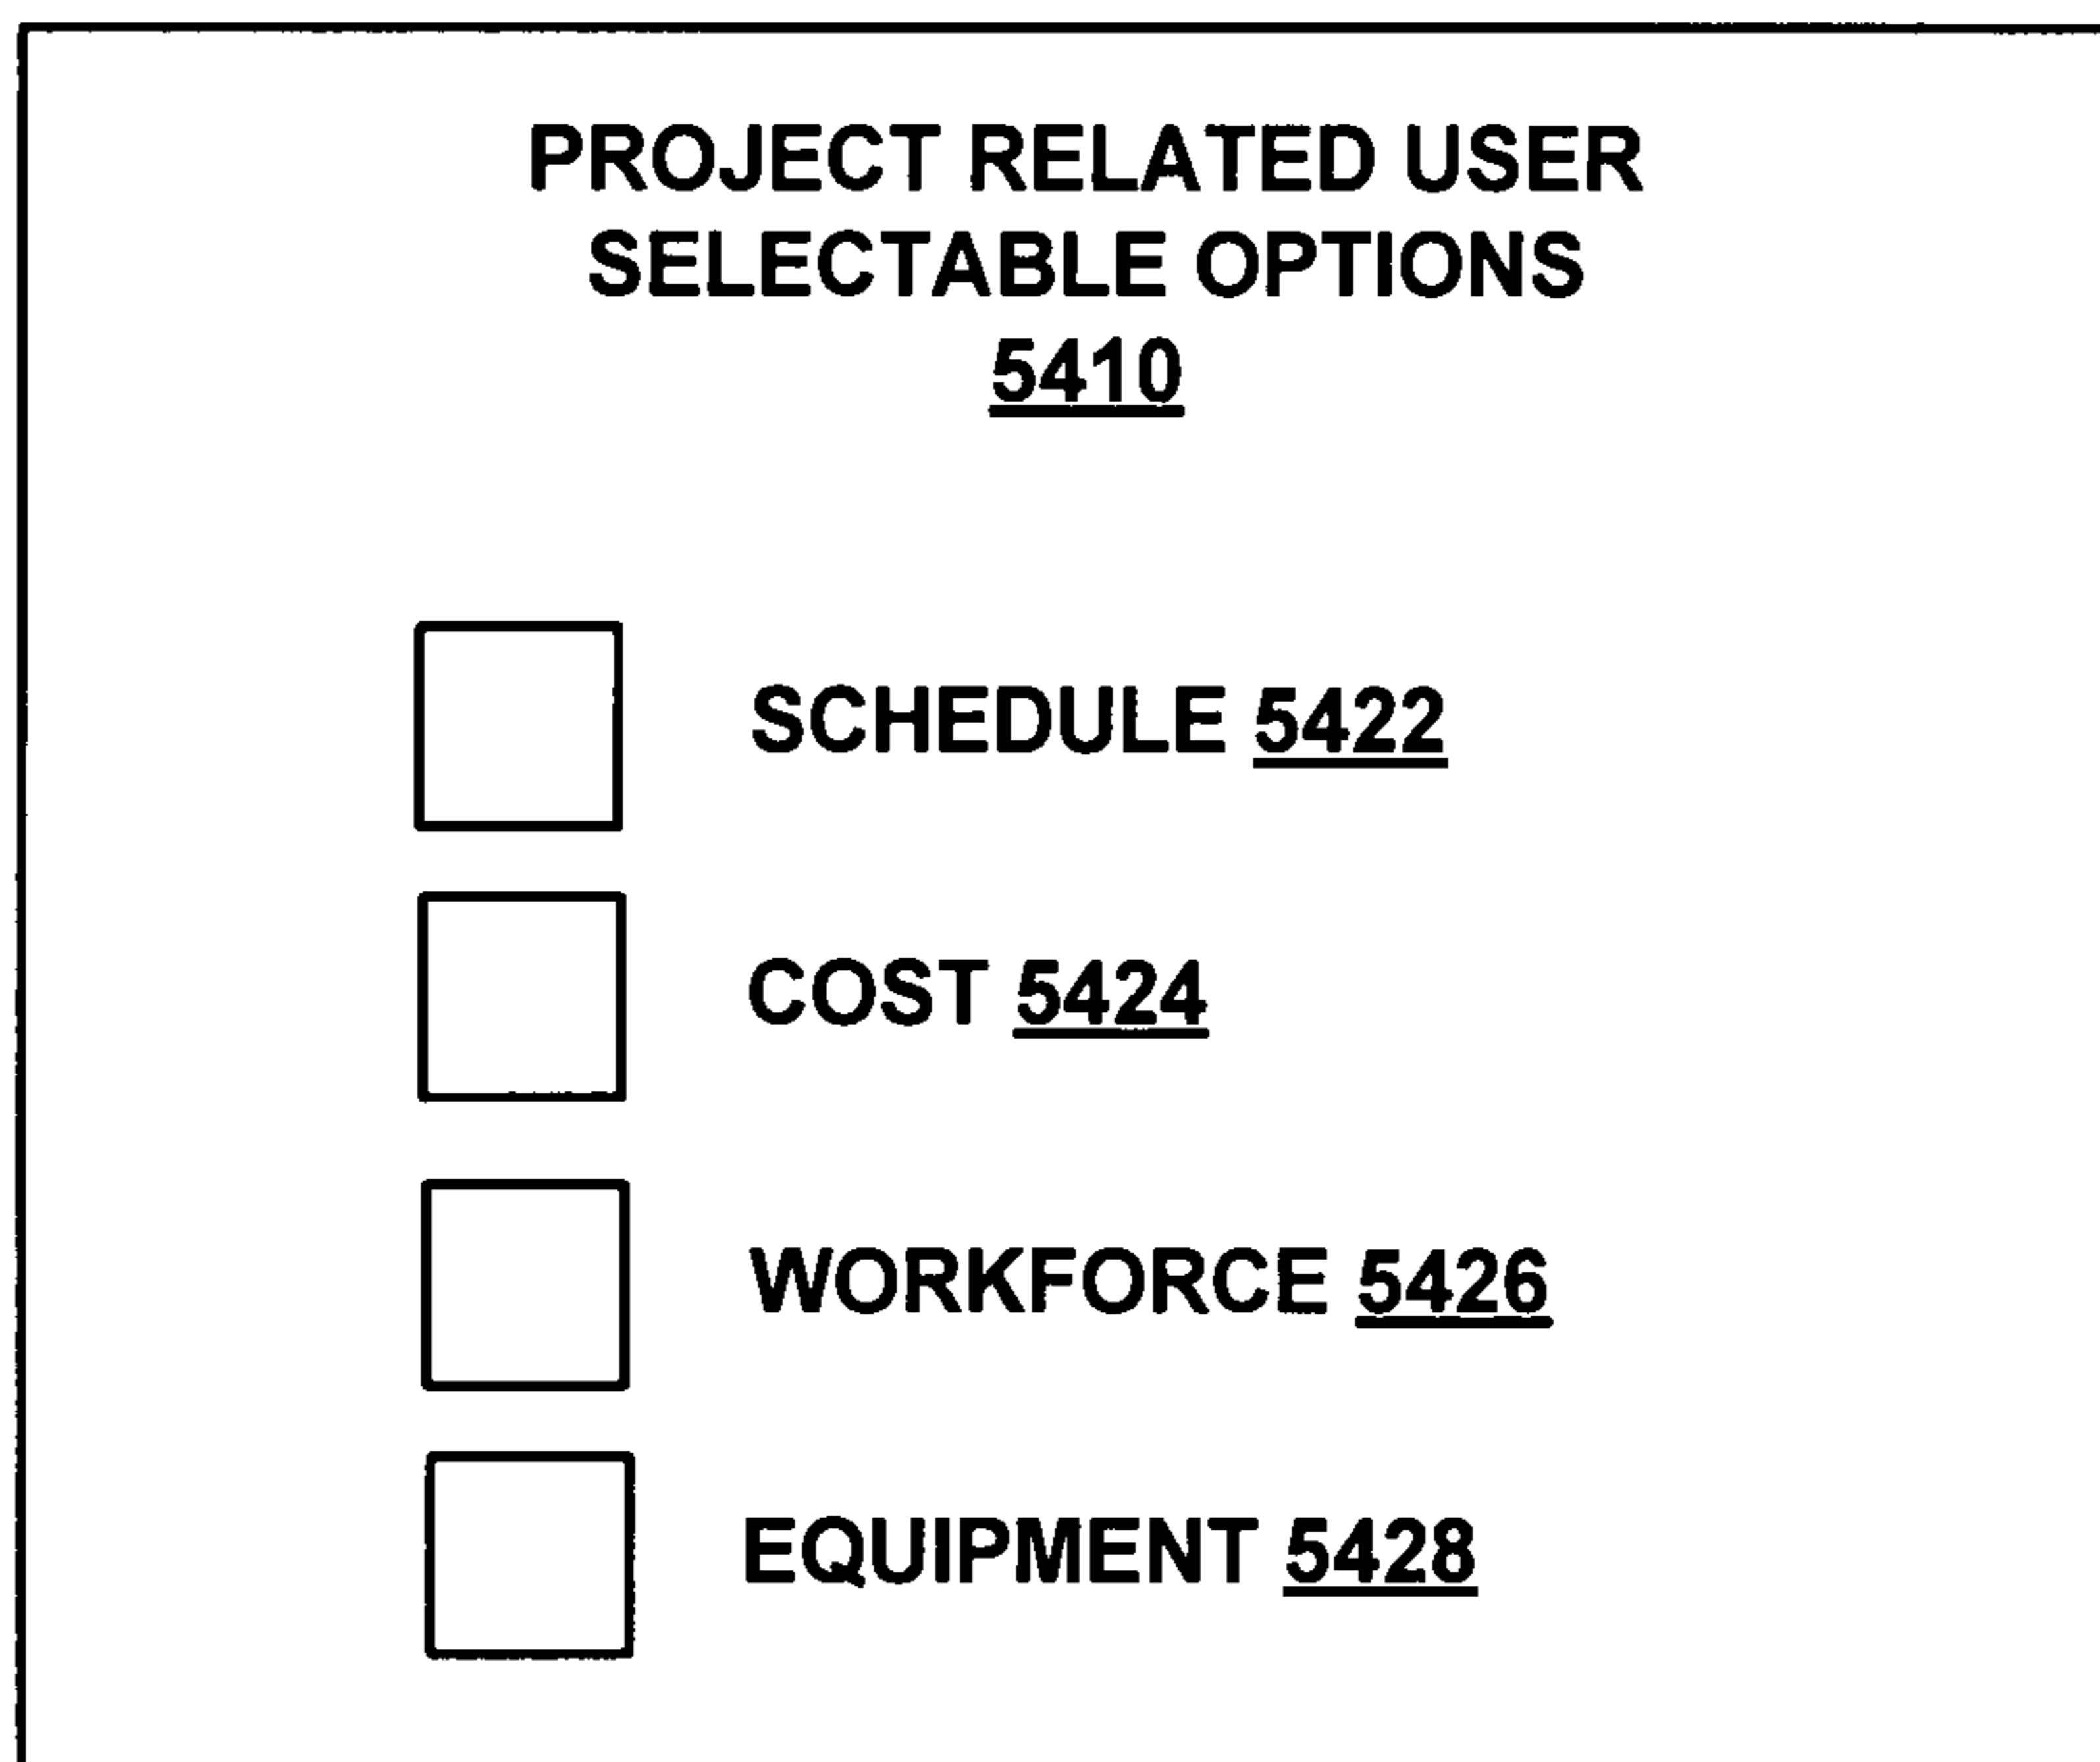 PROJECT RELATED USER
SELECTABLE OPTIONS
5410
SCHEDULE 5422
COST 5424
WORKFORCE 5426
EQUIPMENT 5428